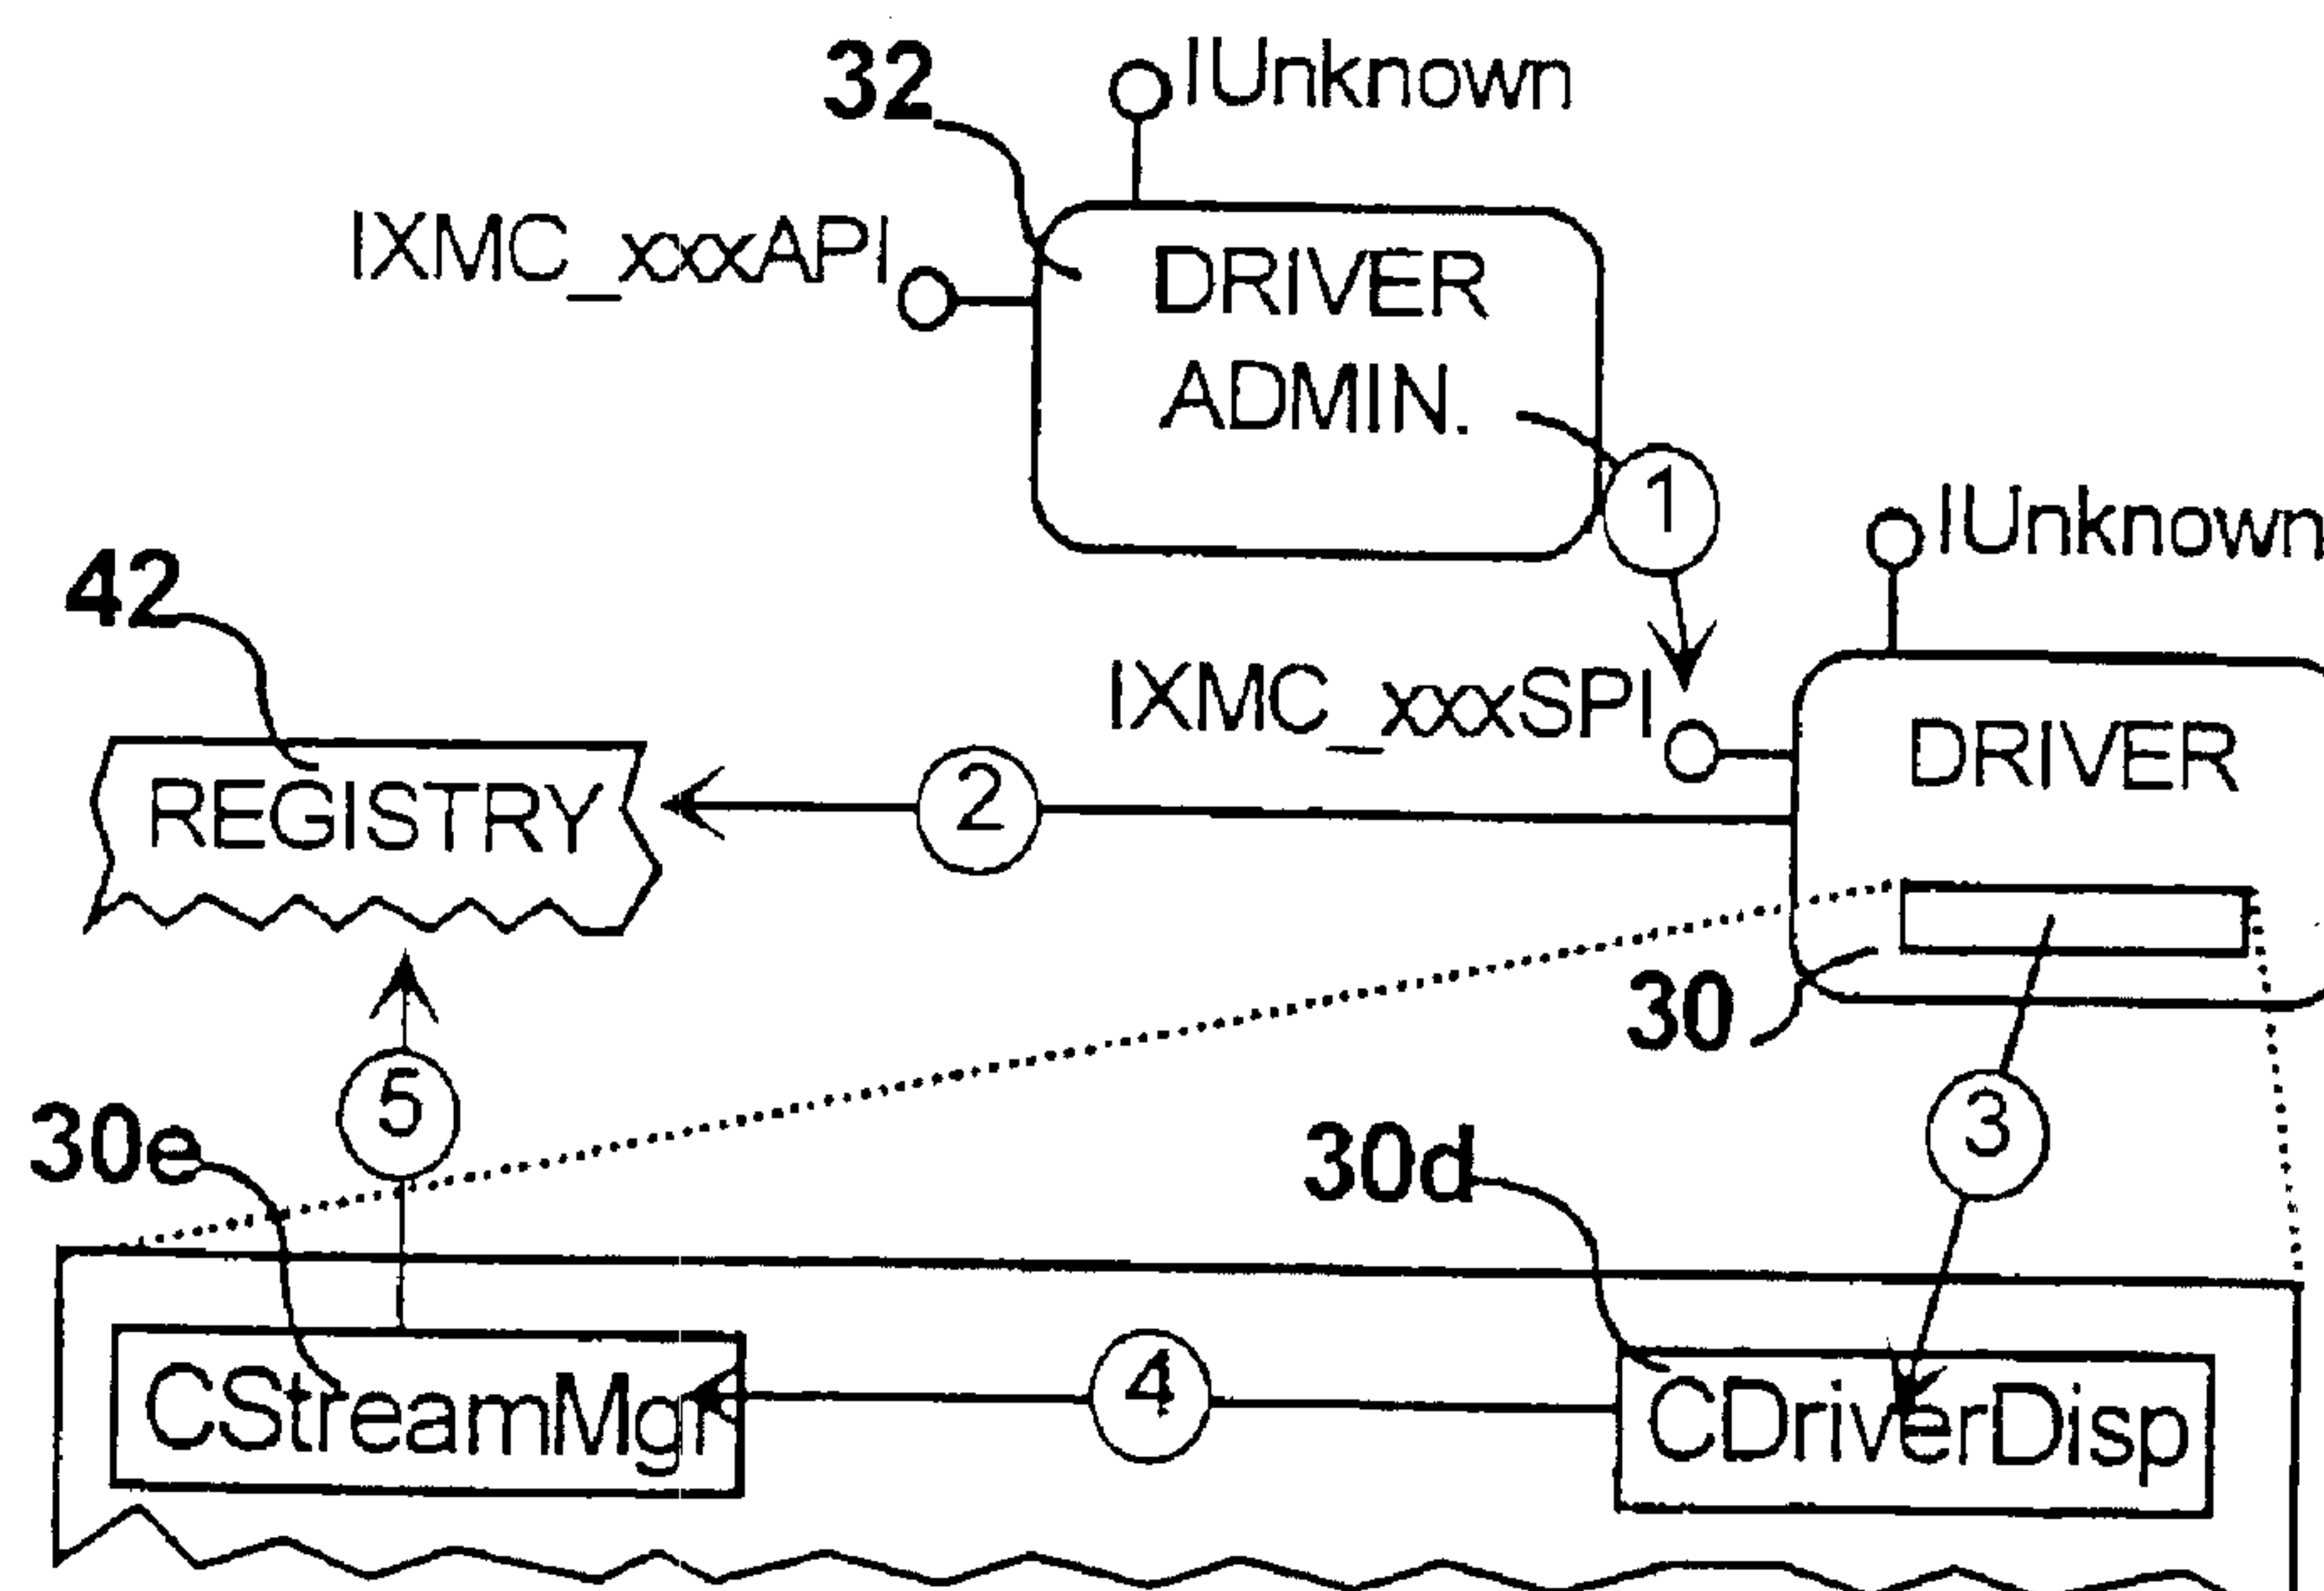 32
IUnknown
IXMC_xxxAPI
DRIVER
ADMIN.
1
42
IUnknown
IXMC_xxxSPI
DRIVER
REGISTRY
2
30
5
3
30e
30d
CStreamMgr
4
CDriverDisp